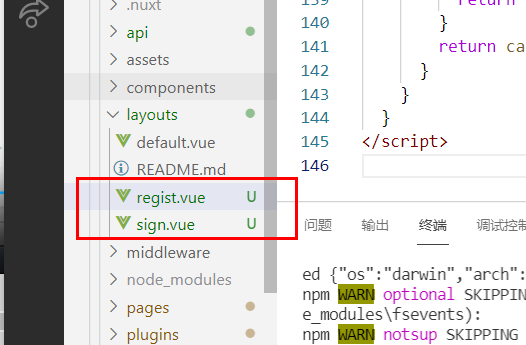 .nuxt
api
assets
components
layouts
default.vue
README.md
regist.vue U
sign.vue U
middleware
node_modules
pages
plugins
139 return
140 }
141 return ca
142 }
143 }
144 }
145 </script>
146
问题 输出 终端 调试控制
ed {"os":"darwin","arch":
npm WARN optional SKIPPIN
e_modules\fsevents):
npm WARN notsup SKIPPING